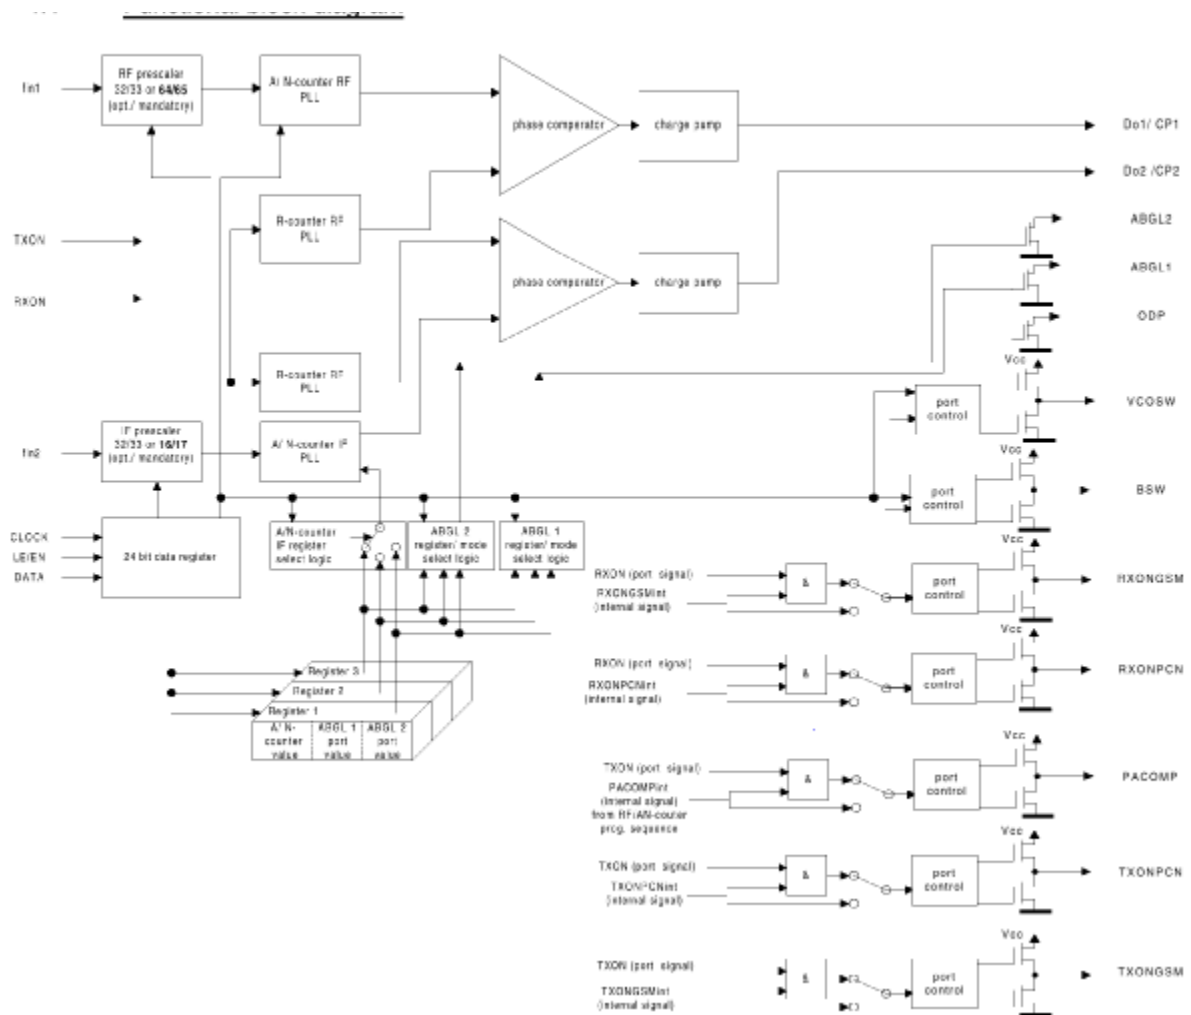 RF prescaler
32/33 or 64/65
(opt./ mandatory)
A/ N-counter RF
PLL
fin1
phase comperator
charge pump
Do1/ CP1
Do2 /CP2
R-counter RF
PLL
TXON
RXON
ABGL2
ABGL1
ODP
phase comperator
charge pump
Vcc
R-counter RF
PLL
port
control
VCOSW
IF prescaler
32/33 or 16/17
(opt./ mandatory)
A/ N-counter IF
PLL
fin2
Vcc
port
control
BSW
CLOCK
LE/EN
DATA
24 bit data register
A/N-counter
IF register
select logic
ABGL 2
register/ mode
select logic
ABGL 1
register/ mode
select logic
Vcc
RXON (port signal)
RXONGSMint
(internal signal)
&
port
control
RXONGSM
Vcc
RXON (port signal)
RXONPCNint
(internal signal)
&
port
control
RXONPCN
Register 3
Register 2
Register 1
A/ N-
counter
value
ABGL 1
port
value
ABGL 2
port
value
Vcc
TXON (port signal)
PACOMPint
(internal signal)
from RF/AN-couter
prog. sequence
&
port
control
PACOMP
Vcc
TXON (port signal)
TXONPCNint
(internal signal)
&
port
control
TXONPCN
Vcc
TXON (port signal)
TXONGSMint
(internal signal)
&
port
control
TXONGSM